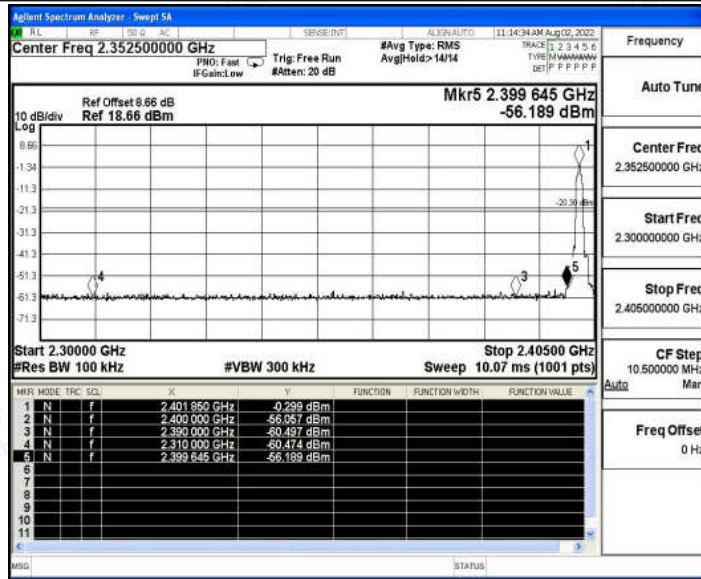 Agilent Spectrum Analyzer - Swept SA
RL RF 50 Ω AC SENSE:INT ALIGN AUTO 11:14:34 AM Aug 02, 2022
Center Freq 2.352500000 GHz
PNO: Fast
IFGain:Low
Trig: Free Run
#Atten: 20 dB
#Avg Type: RMS
Avg|Hold:> 14/14
TRACE 1 2 3 4 5 6
TYPE M
DET P P P P P P
Frequency
Auto Tune
Center Freq
2.352500000 GHz
Start Freq
2.300000000 GHz
Stop Freq
2.405000000 GHz
CF Step
10.500000 MHz
Auto Man
Freq Offset
0 Hz
Mkr5 2.399 645 GHz
-56.189 dBm
Ref Offset 8.66 dB
10 dB/div Ref 18.66 dBm
Log
8.66
-1.34
-11.3
-21.3
-31.3
-41.3
-51.3
-61.3
-71.3
1
4
3
5
Start 2.30000 GHz Stop 2.40500 GHz
#Res BW 100 kHz #VBW 300 kHz Sweep 10.07 ms (1001 pts)
MKR MODE TRC SCL X Y FUNCTION FUNCTION WIDTH FUNCTION VALUE
1 N f 2.401 850 GHz -0.299 dBm
2 N f 2.400 000 GHz -56.057 dBm
3 N f 2.390 000 GHz -60.497 dBm
4 N f 2.310 000 GHz -60.474 dBm
5 N f 2.399 645 GHz -56.189 dBm
6
7
8
9
10
11
MSG STATUS